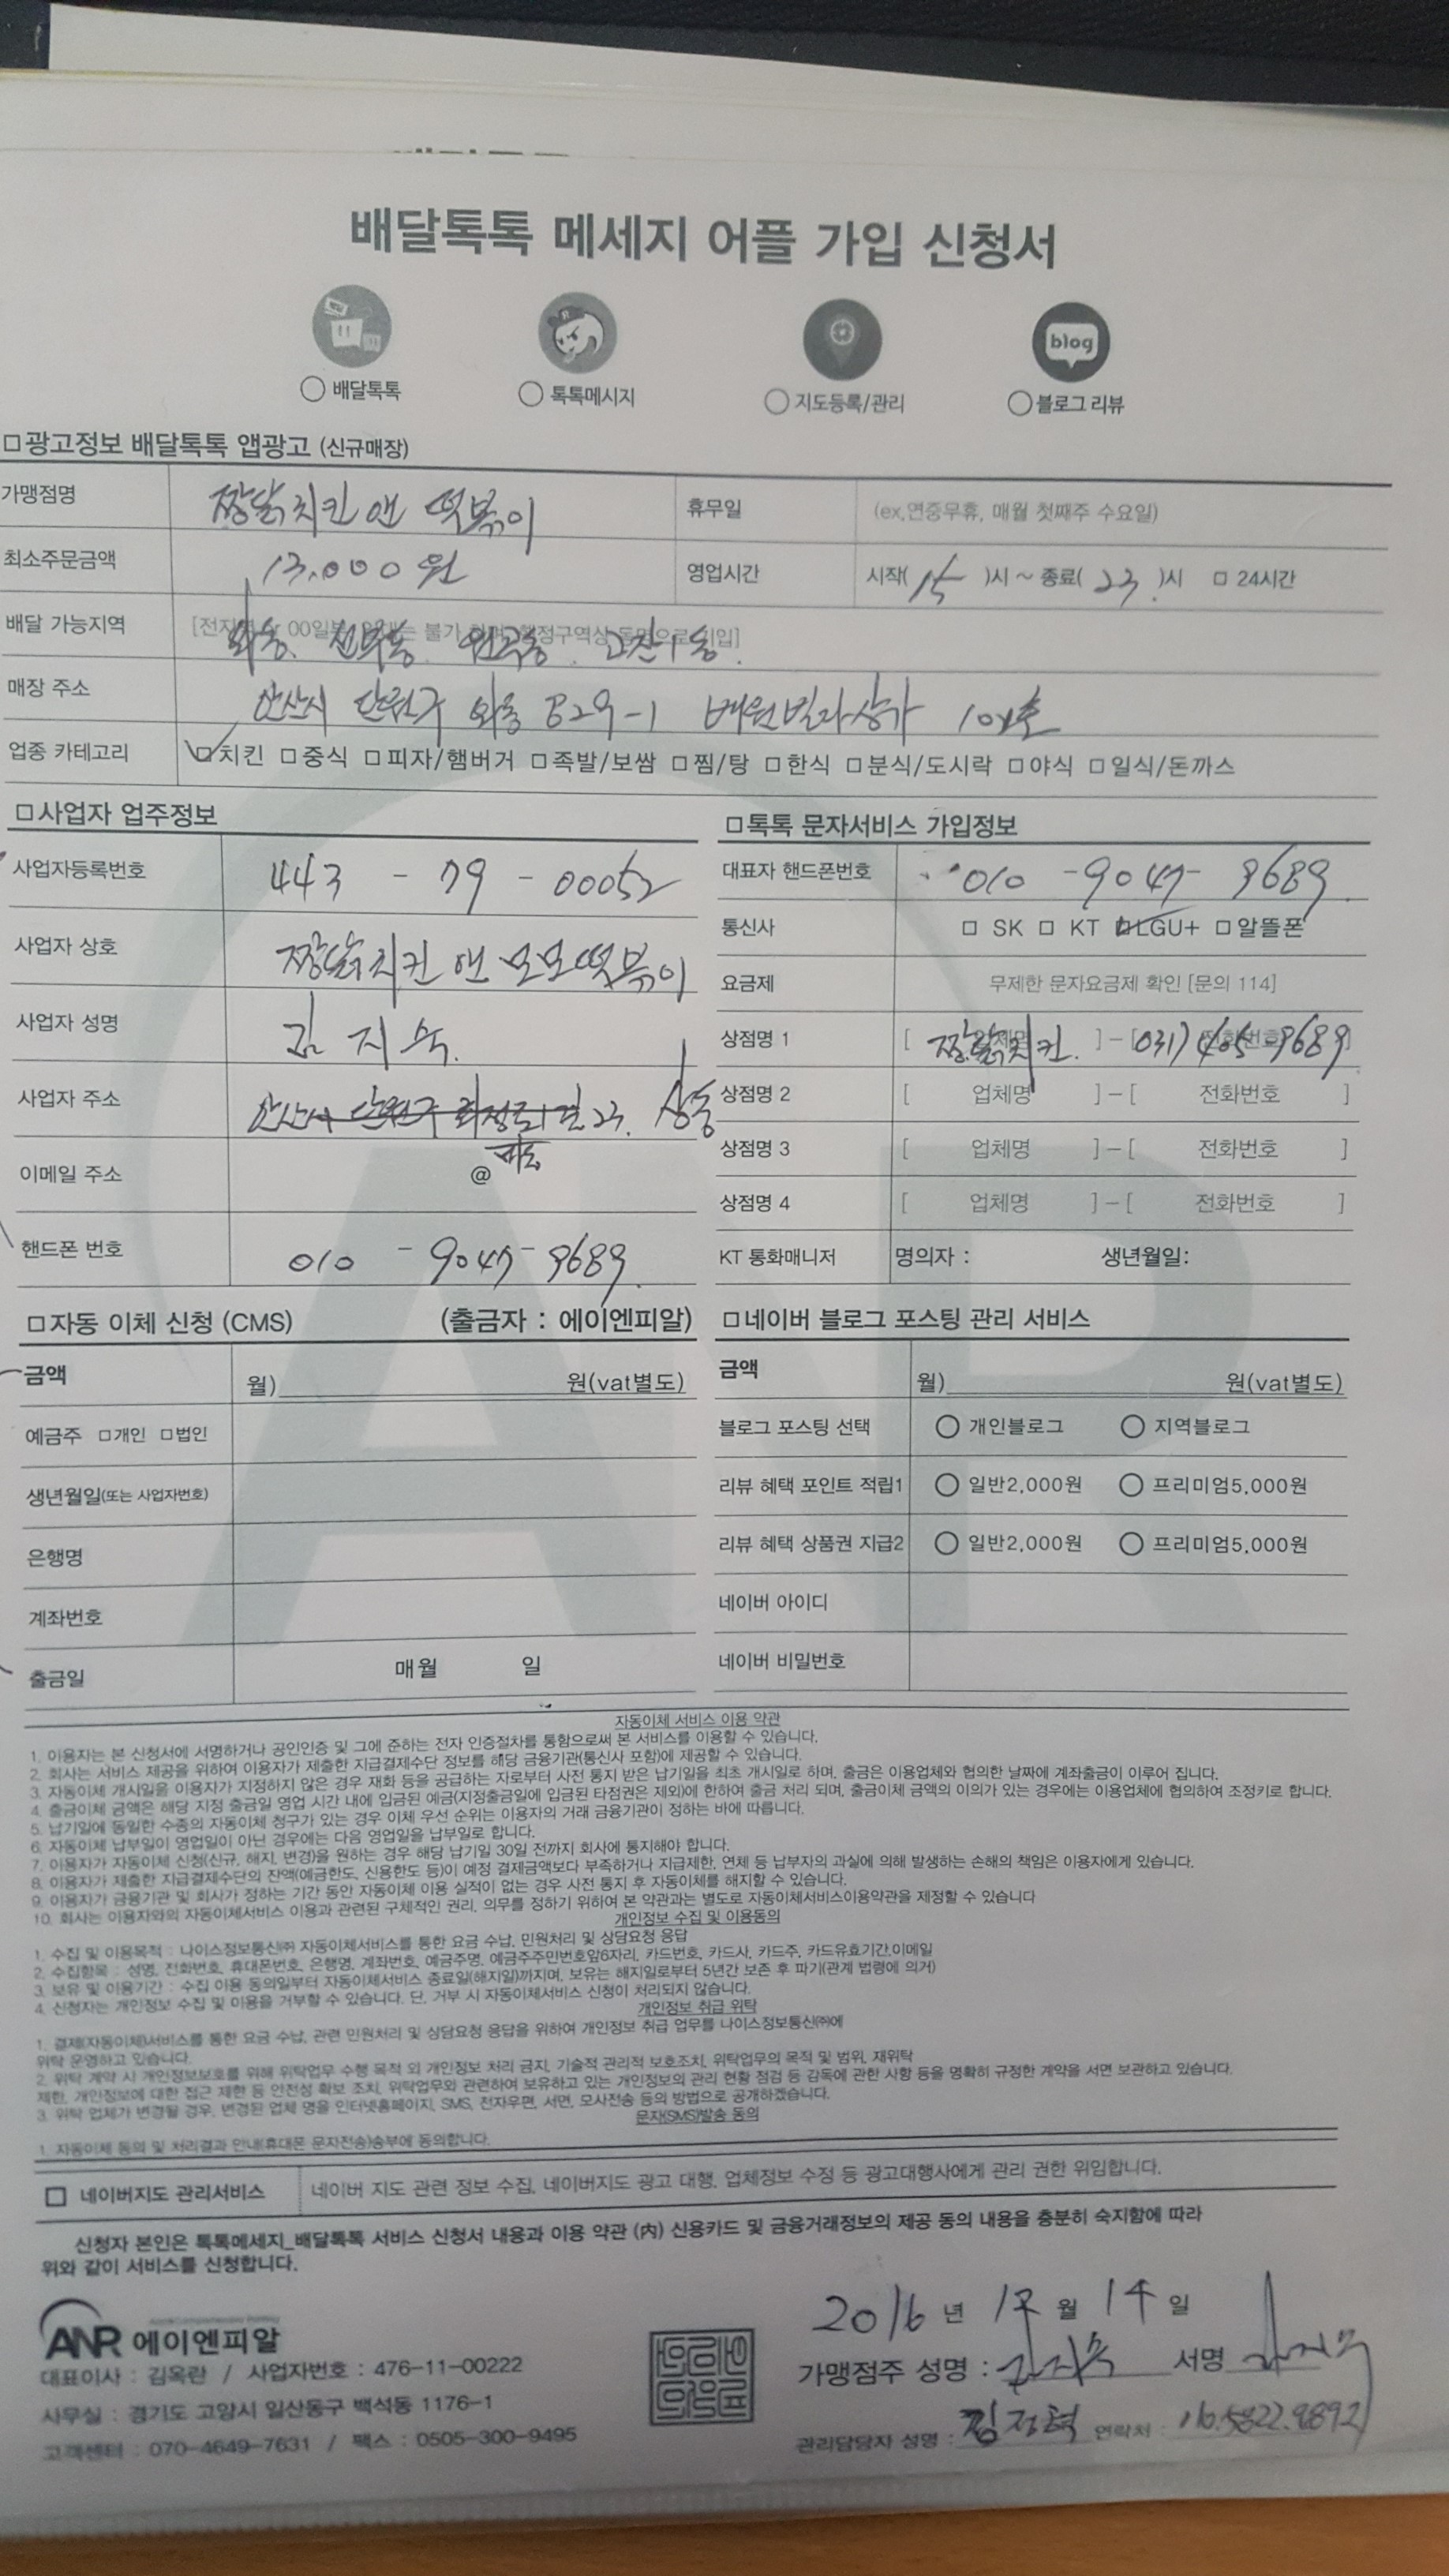 배달톡톡 메세지 어플 가입 신청서
blog
○ 배달톡톡 ○ 톡톡메시지 ○ 지도등록/관리 ○ 블로그 리뷰
□ 광고정보 배달톡톡 앱광고 (신규매장)
가맹점명 짱닭치킨 앤 떡볶이 휴무일 (ex,연중무휴, 매월 첫째주 수요일)
최소주문금액 13,000원 영업시간 시작( 15 )시 ~ 종료( 23 )시 □ 24시간
배달 가능지역 와동. 선부동. 원곡동. 고잔1동.
매장 주소 안산시 단원구 와동 829-1 빌라상가
업종 카테고리 ☑치킨 □중식 □피자/햄버거 □족발/보쌈 □찜/탕 □한식 □분식/도시락 □야식 □일식/돈까스
□ 사업자 업주정보
사업자등록번호 443 - 79 - 00052
사업자 상호 짱닭치킨 앤 모모떡볶이
사업자 성명 김지숙.
사업자 주소 안산시 단원구 23.
이메일 주소 @
핸드폰 번호 010 - 9047 - 9689
□ 톡톡 문자서비스 가입정보
대표자 핸드폰번호 010 - 9047 - 9689
통신사 □ SK □ KT ☑LGU+ □ 알뜰폰
요금제 무제한 문자요금제 확인 [문의 114]
상점명 1 [ 짱닭치킨. ] - [ 031) 405 9689 ]
상점명 2 [ 업체명 ] - [ 전화번호 ]
상점명 3 [ 업체명 ] - [ 전화번호 ]
상점명 4 [ 업체명 ] - [ 전화번호 ]
KT 통화매니저 명의자 : 생년월일:
□ 자동 이체 신청 (CMS) (출금자 : 에이엔피알)
금액 월) 원(vat별도)
예금주 □개인 □법인
생년월일(또는 사업자번호)
은행명
계좌번호
출금일 매월 일
□ 네이버 블로그 포스팅 관리 서비스
금액 월) 원(vat별도)
블로그 포스팅 선택 ○ 개인블로그 ○ 지역블로그
리뷰 혜택 포인트 적립1 ○ 일반2,000원 ○ 프리미엄5,000원
리뷰 혜택 상품권 지급2 ○ 일반2,000원 ○ 프리미엄5,000원
네이버 아이디
네이버 비밀번호
자동이체 서비스 이용 약관
1. 이용자는 본 신청서에 서명하거나 공인인증 및 그에 준하는 전자 인증절차를 통함으로써 본 서비스를 이용할 수 있습니다.
2. 회사는 서비스 제공을 위하여 이용자가 제출한 지급결제수단 정보를 해당 금융기관(통신사 포함)에 제공할 수 있습니다.
3. 자동이체 개시일을 이용자가 지정하지 않은 경우 재화 등을 공급하는 자로부터 사전 통지 받은 납기일을 최초 개시일로 하며, 출금은 이용업체와 협의한 날짜에 계좌출금이 이루어 집니다.
4. 출금이체 금액은 해당 지정 출금일 영업 시간 내에 입금된 예금(지정출금일에 입금된 타점권은 제외)에 한하여 출금 처리 되며, 출금이체 금액의 이의가 있는 경우에는 이용업체에 협의하여 조정키로 합니다.
5. 납기일에 동일한 수종의 자동이체 청구가 있는 경우 이체 우선 순위는 이용자의 거래 금융기관이 정하는 바에 따릅니다.
6. 자동이체 납부일이 영업일이 아닌 경우에는 다음 영업일을 납부일로 합니다.
7. 이용자가 자동이체 신청(신규, 해지, 변경)을 원하는 경우 해당 납기일 30일 전까지 회사에 통지해야 합니다.
8. 이용자가 제출한 지급결제수단의 잔액(예금한도, 신용한도 등)이 예정 결제금액보다 부족하거나 지급제한, 연체 등 납부자의 과실에 의해 발생하는 손해의 책임은 이용자에게 있습니다.
9. 이용자가 금융기관 및 회사가 정하는 기간 동안 자동이체 이용 실적이 없는 경우 사전 통지 후 자동이체를 해지할 수 있습니다.
10. 회사는 이용자와의 자동이체서비스 이용과 관련된 구체적인 권리, 의무를 정하기 위하여 본 약관과는 별도로 자동이체서비스이용약관을 제정할 수 있습니다
개인정보 수집 및 이용동의
1. 수집 및 이용목적 : 나이스정보통신㈜ 자동이체서비스를 통한 요금 수납, 민원처리 및 상담요청 응답
2. 수집항목 : 성명, 전화번호, 휴대폰번호, 은행명, 계좌번호, 예금주명, 예금주주민번호앞6자리, 카드번호, 카드사, 카드주, 카드유효기간,이메일
3. 보유 및 이용기간 : 수집 이용 동의일부터 자동이체서비스 종료일(해지일)까지며, 보유는 해지일로부터 5년간 보존 후 파기(관계 법령에 의거)
4. 신청자는 개인정보 수집 및 이용을 거부할 수 있습니다. 단, 거부 시 자동이체서비스 신청이 처리되지 않습니다.
개인정보 취급 위탁
1. 결제(자동이체)서비스를 통한 요금 수납, 관련 민원처리 및 상담요청 응답을 위하여 개인정보 취급 업무를 나이스정보통신㈜에
위탁 운영하고 있습니다.
2. 위탁 계약 시 개인정보보호를 위해 위탁업무 수행 목적 외 개인정보 처리 금지, 기술적 관리적 보호조치, 위탁업무의 목적 및 범위, 재위탁
제한, 개인정보에 대한 접근 제한 등 안전성 확보 조치, 위탁업무와 관련하여 보유하고 있는 개인정보의 관리 현황 점검 등 감독에 관한 사항 등을 명확히 규정한 계약을 서면 보관하고 있습니다.
3. 위탁 업체가 변경될 경우, 변경된 업체 명을 인터넷홈페이지, SMS, 전자우편, 서면, 모사전송 등의 방법으로 공개하겠습니다.
문자(SMS)발송 동의
1. 자동이체 동의 및 처리결과 안내(휴대폰 문자전송)송부에 동의합니다.
□ 네이버지도 관리서비스 네이버 지도 관련 정보 수집, 네이버지도 광고 대행, 업체정보 수정 등 광고대행사에게 관리 권한 위임합니다.
신청자 본인은 톡톡메세지_배달톡톡 서비스 신청서 내용과 이용 약관 (內) 신용카드 및 금융거래정보의 제공 동의 내용을 충분히 숙지함에 따라
위와 같이 서비스를 신청합니다.
2016 년 12 월 14 일
ANR 에이엔피알
대표이사 : 김옥란 / 사업자번호 : 476-11-00222
가맹점주 성명 : 김지숙 서명 김지숙
사무실 : 경기도 고양시 일산동구 백석동 1176-1
관리담당자 성명 : 김정혁 연락처 :
고객센터 : 070-4649-7631 / 팩스 : 0505-300-9495